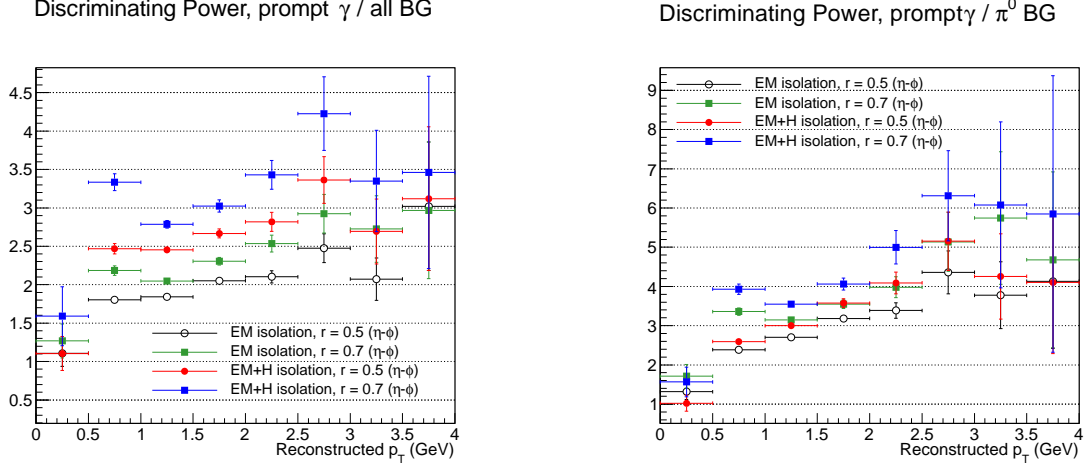 Discriminating Power, prompt γ / all BG
4.5
4
3.5
3
2.5
2
1.5
1
0.5
EM isolation, r = 0.5 (η-ϕ)
EM isolation, r = 0.7 (η-ϕ)
EM+H isolation, r = 0.5 (η-ϕ)
EM+H isolation, r = 0.7 (η-ϕ)
0 0.5 1 1.5 2 2.5 3 3.5 4
Reconstructed p_T (GeV)
Discriminating Power, promptγ / π^0 BG
EM isolation, r = 0.5 (η-ϕ)
EM isolation, r = 0.7 (η-ϕ)
EM+H isolation, r = 0.5 (η-ϕ)
EM+H isolation, r = 0.7 (η-ϕ)
9
8
7
6
5
4
3
2
1
0 0.5 1 1.5 2 2.5 3 3.5 4
Reconstructed p_T (GeV)